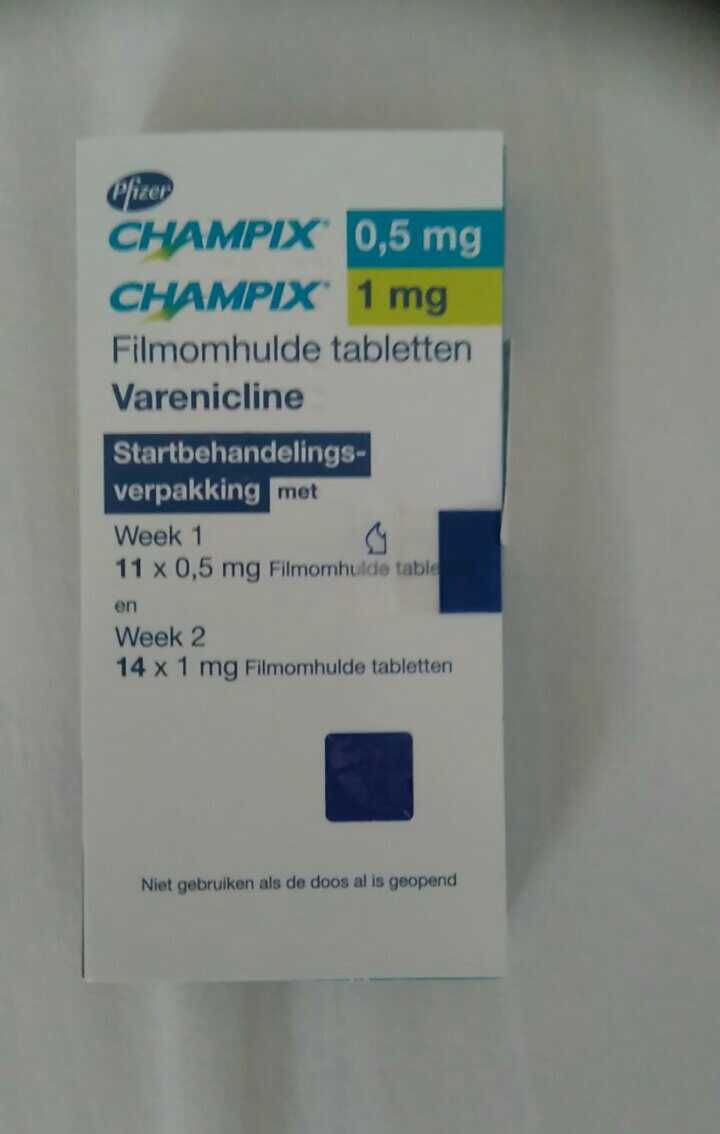 Pfizer
CHAMPIX® 0,5 mg
CHAMPIX® 1 mg
Filmomhulde tabletten
Varenicline
Startbehandelings-
verpakking met
Week 1
11 x 0,5 mg Filmomhulde table
en
Week 2
14 x 1 mg Filmomhulde tabletten
Niet gebruiken als de doos al is geopend